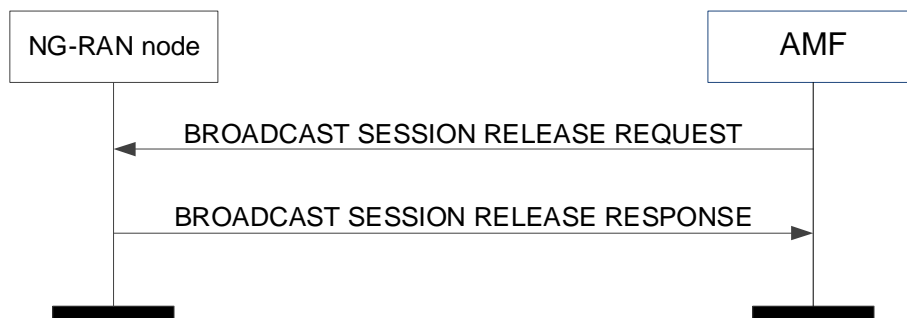 NG-RAN node
AMF
BROADCAST SESSION RELEASE REQUEST
BROADCAST SESSION RELEASE RESPONSE